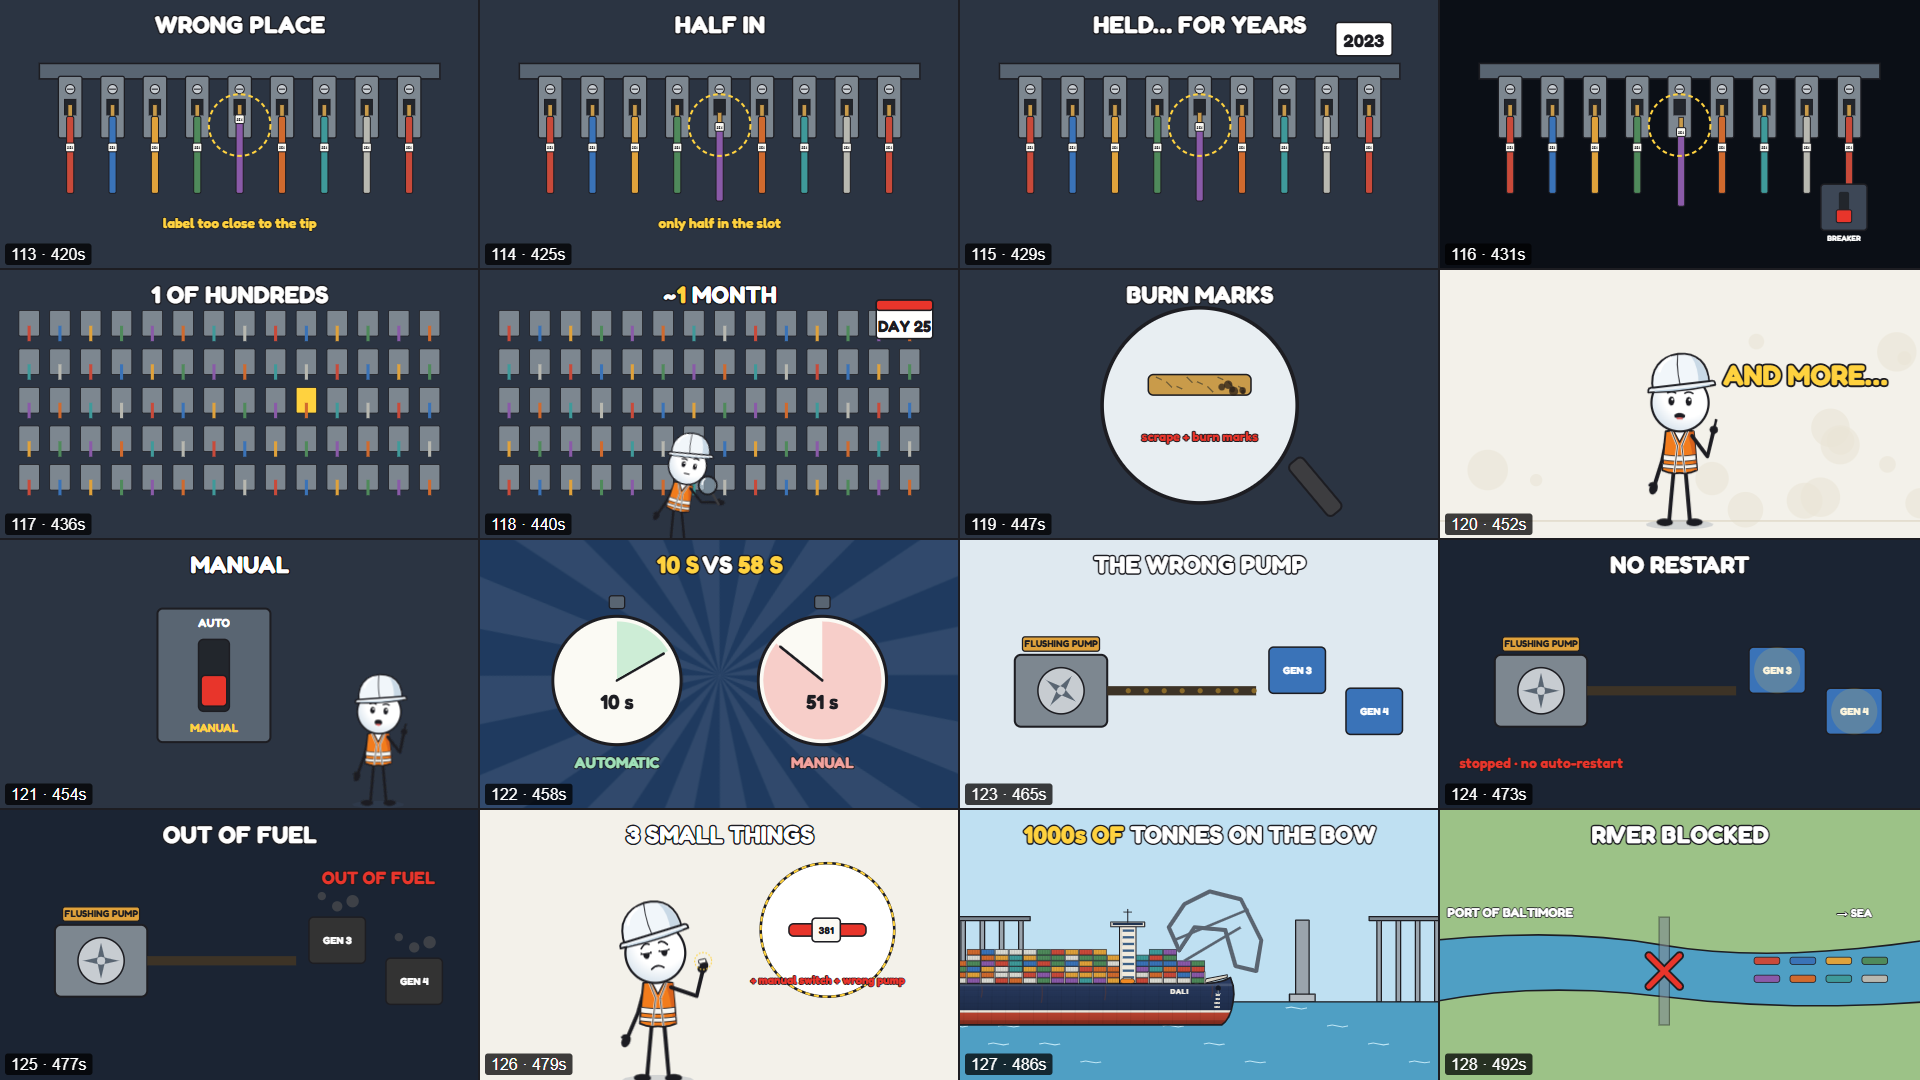 WRONG PLACE
label too close to the tip
113 · 420s
HALF IN
only half in the slot
114 · 425s
HELD... FOR YEARS
2023
115 · 429s
BREAKER
116 · 431s
1 OF HUNDREDS
117 · 436s
~1 MONTH
DAY 25
118 · 440s
BURN MARKS
scrape + burn marks
119 · 447s
AND MORE...
120 · 452s
MANUAL
AUTO
MANUAL
121 · 454s
10 S VS 58 S
10 s
51 s
AUTOMATIC
MANUAL
122 · 458s
THE WRONG PUMP
FLUSHING PUMP
GEN 3
GEN 4
123 · 465s
NO RESTART
FLUSHING PUMP
GEN 3
GEN 4
stopped · no auto-restart
124 · 473s
OUT OF FUEL
OUT OF FUEL
FLUSHING PUMP
GEN 3
GEN 4
125 · 477s
3 SMALL THINGS
381
+ manual switch + wrong pump
126 · 479s
1000s OF TONNES ON THE BOW
DALI
127 · 486s
RIVER BLOCKED
PORT OF BALTIMORE
→ SEA
128 · 492s